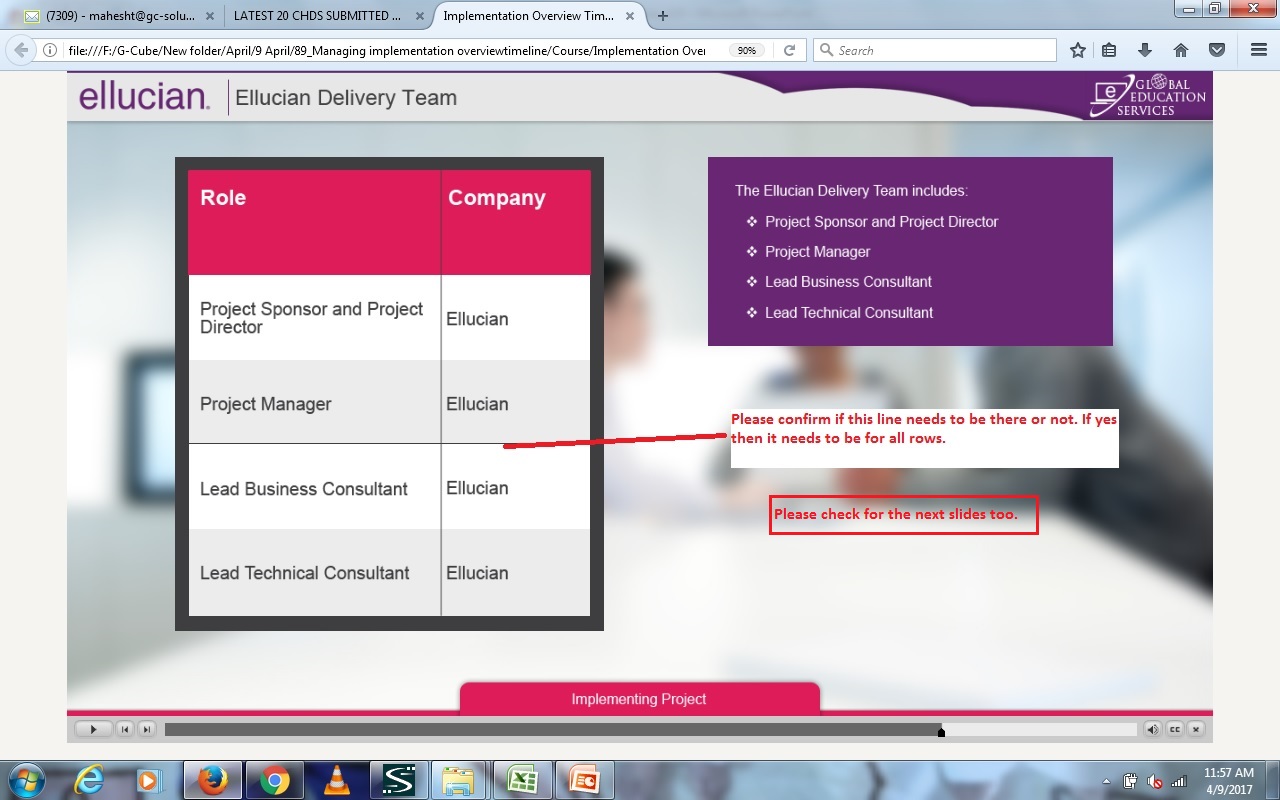 (7309) - mahesht@gc-solu...
LATEST 20 CHDS SUBMITTED ...
Implementation Overview Tim...
file:///F:/G-Cube/New folder/April/9 April/89_Managing implementation overviewtimeline/Course/Implementation Over
90%
Search
ellucian.
Ellucian Delivery Team
GLOBAL
EDUCATION
SERVICES
Role
Company
Project Sponsor and Project
Director
Ellucian
Project Manager
Ellucian
Lead Business Consultant
Ellucian
Lead Technical Consultant
Ellucian
The Ellucian Delivery Team includes:
❖ Project Sponsor and Project Director
❖ Project Manager
❖ Lead Business Consultant
❖ Lead Technical Consultant
Please confirm if this line needs to be there or not. If yes
then it needs to be for all rows.
Please check for the next slides too.
Implementing Project
CC
11:57 AM
4/9/2017